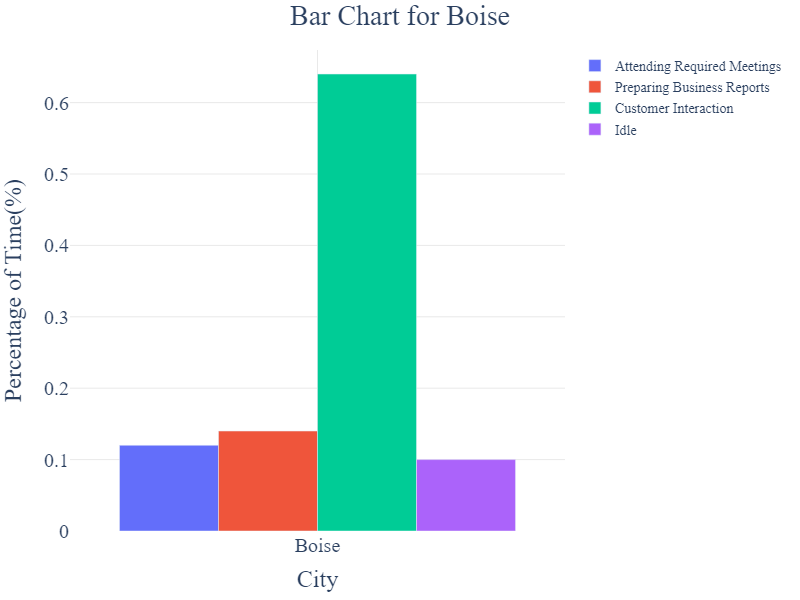 Bar Chart for Boise
Attending Required Meetings
Preparing Business Reports
Customer Interaction
Idle
Percentage of Time(%)
0.6
0.5
0.4
0.3
0.2
0.1
0
Boise
City